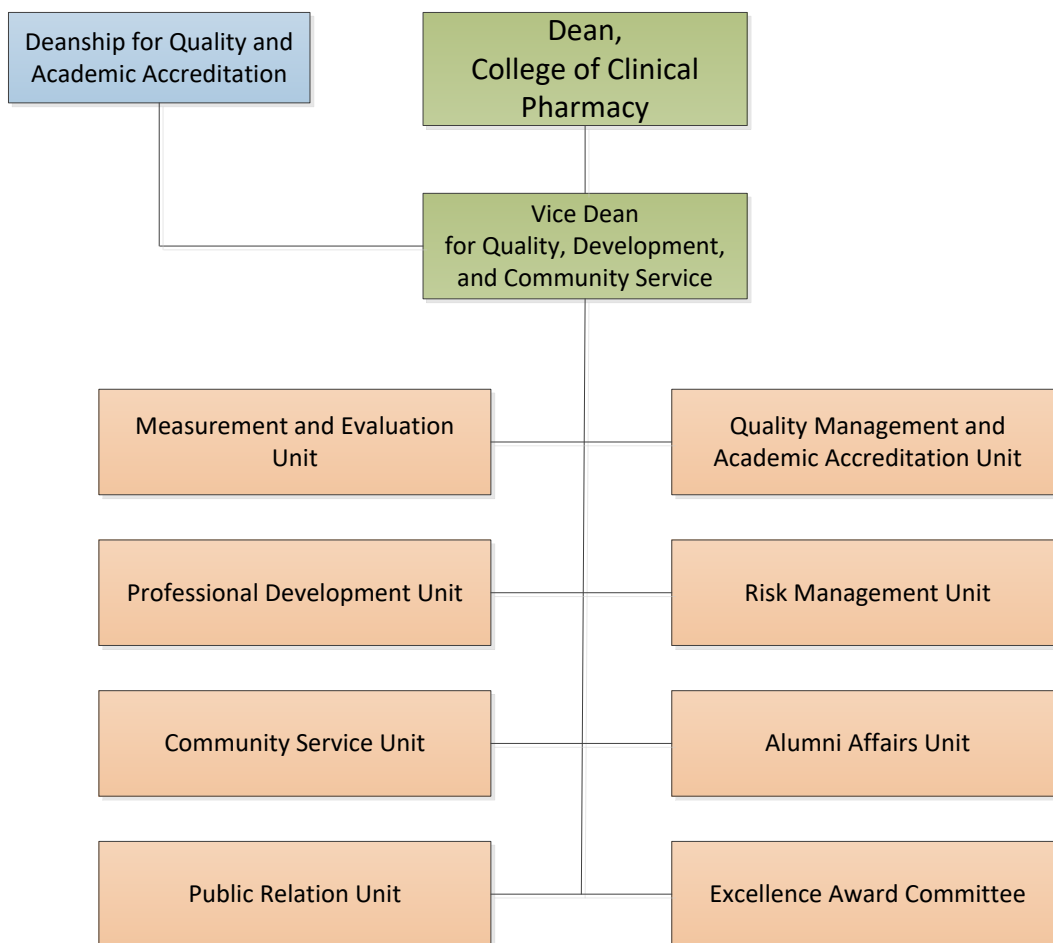 Deanship for Quality and
Academic Accreditation
Dean,
College of Clinical
Pharmacy
Vice Dean
for Quality, Development,
and Community Service
Measurement and Evaluation
Unit
Quality Management and
Academic Accreditation Unit
Professional Development Unit
Risk Management Unit
Community Service Unit
Alumni Affairs Unit
Public Relation Unit
Excellence Award Committee